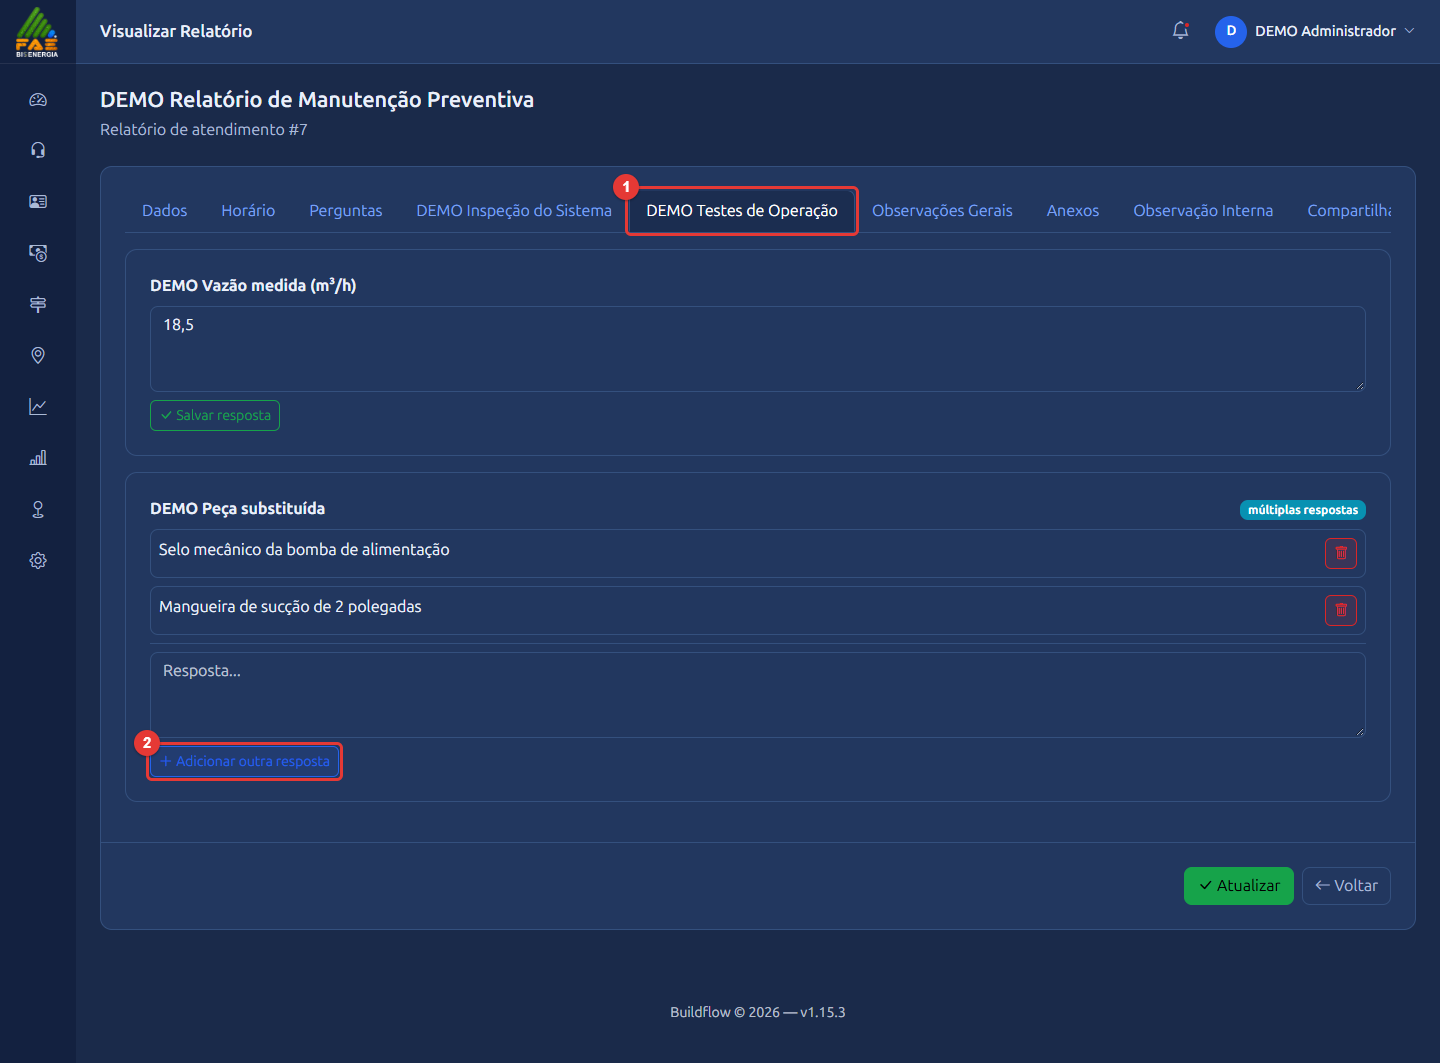 FAE
BIOENERGIA
Visualizar Relatório
D
DEMO Administrador
DEMO Relatório de Manutenção Preventiva
Relatório de atendimento #7
1
Dados
Horário
Perguntas
DEMO Inspeção do Sistema
DEMO Testes de Operação
Observações Gerais
Anexos
Observação Interna
Compartilha
DEMO Vazão medida (m³/h)
18,5
Salvar resposta
DEMO Peça substituída
múltiplas respostas
Selo mecânico da bomba de alimentação
Mangueira de sucção de 2 polegadas
Resposta...
2
+ Adicionar outra resposta
Atualizar
Voltar
Buildflow © 2026 — v1.15.3